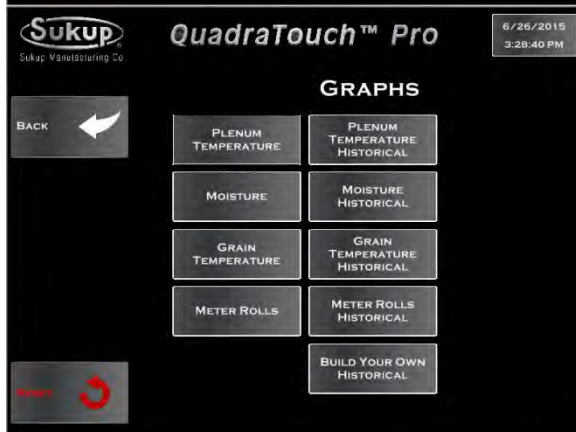 Sukup
QuadraTouch™ Pro
6/26/2015
3:28:40 PM
Sukup Manufacturing Co.
GRAPHS
BACK
PLENUM
TEMPERATURE
PLENUM
TEMPERATURE
HISTORICAL
MOISTURE
MOISTURE
HISTORICAL
GRAIN
TEMPERATURE
GRAIN
TEMPERATURE
HISTORICAL
METER ROLLS
METER ROLLS
HISTORICAL
BUILD YOUR OWN
HISTORICAL